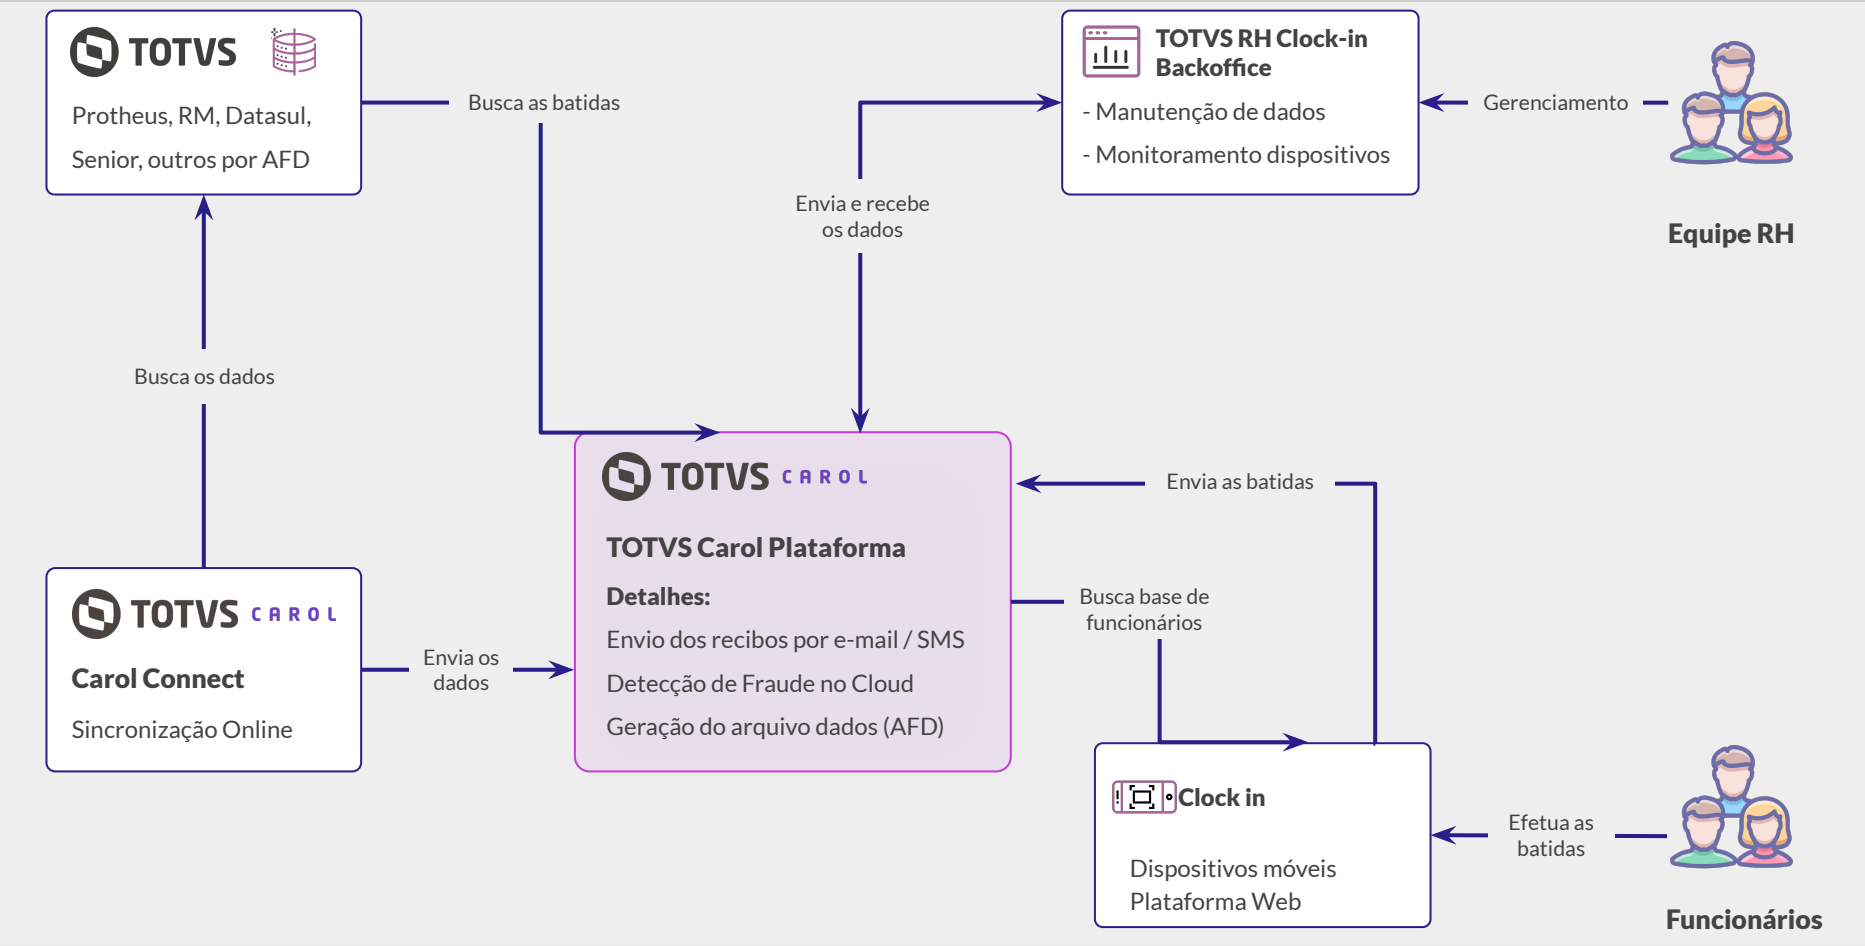 TOTVS
Protheus, RM, Datasul,
Senior, outros por AFD
Busca as batidas
TOTVS RH Clock-in
Backoffice
- Manutenção de dados
- Monitoramento dispositivos
Gerenciamento
Equipe RH
Envia e recebe
os dados
Busca os dados
TOTVS CAROL
TOTVS Carol Plataforma
Detalhes:
Envio dos recibos por e-mail / SMS
Detecção de Fraude no Cloud
Geração do arquivo dados (AFD)
Envia as batidas
Busca base de
funcionários
TOTVS CAROL
Carol Connect
Sincronização Online
Envia os
dados
Clock in
Dispositivos móveis
Plataforma Web
Efetua as
batidas
Funcionários